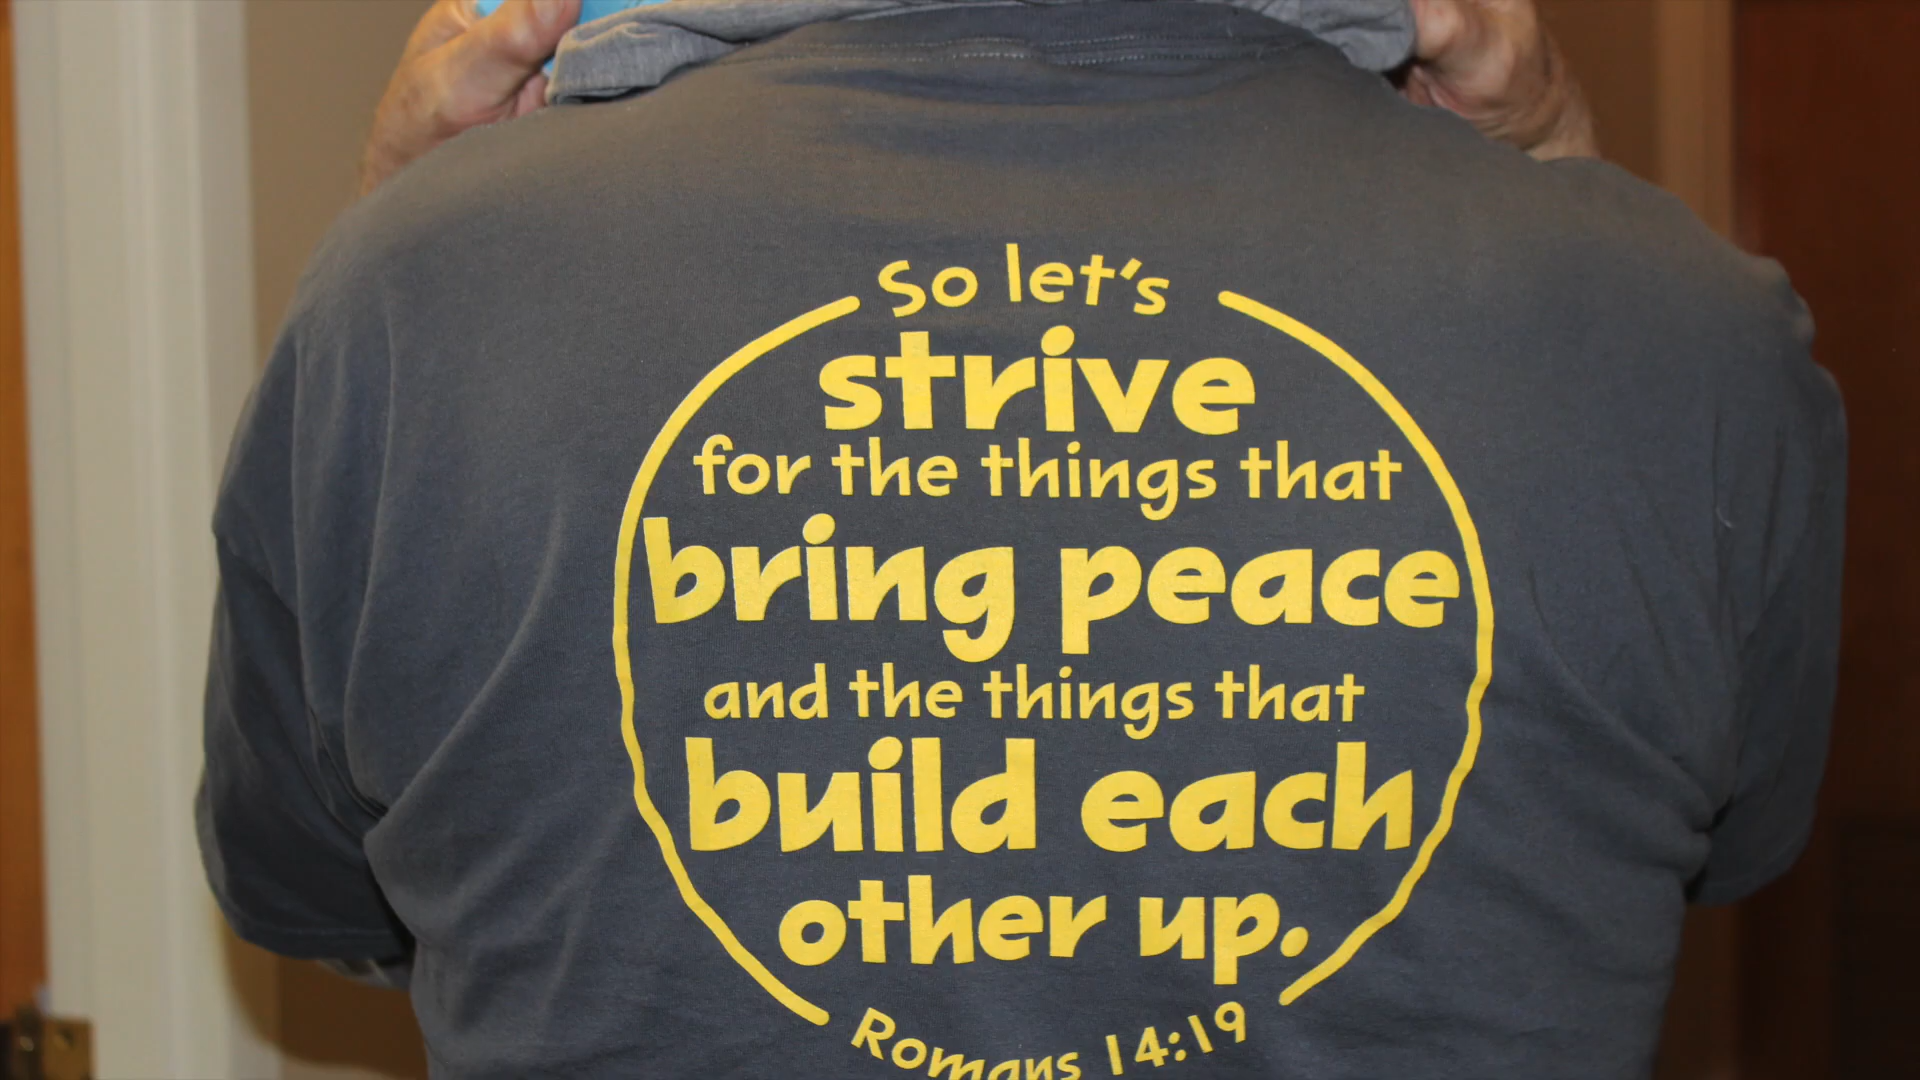 So let's
strive
for the things that
bring peace
and the things that
build each
other up.
Romans 14:19